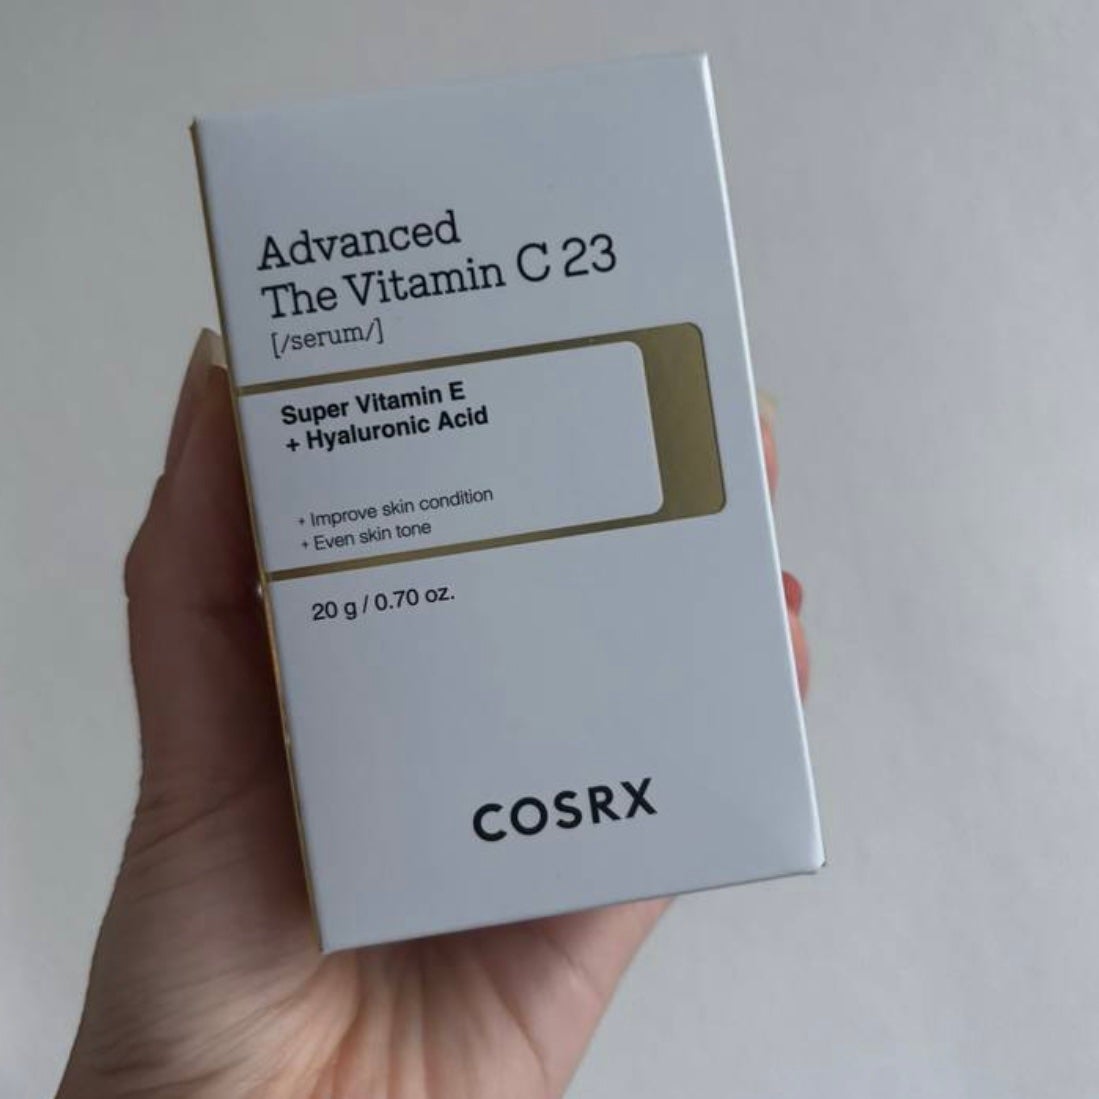 Advanced
The Vitamin C 23
[/serum/]
Super Vitamin E
+ Hyaluronic Acid
+ Improve skin condition
+ Even skin tone
20 g / 0.70 oz.
COSRX